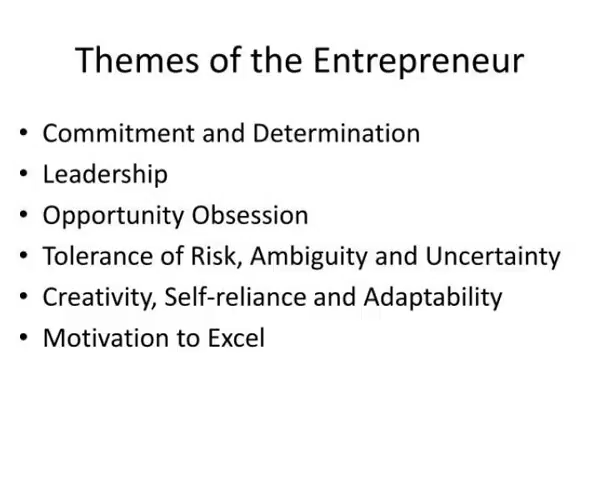 Themes of the Entrepreneur
• Commitment and Determination
• Leadership
• Opportunity Obsession
• Tolerance of Risk, Ambiguity and Uncertainty
• Creativity, Self-reliance and Adaptability
• Motivation to Excel